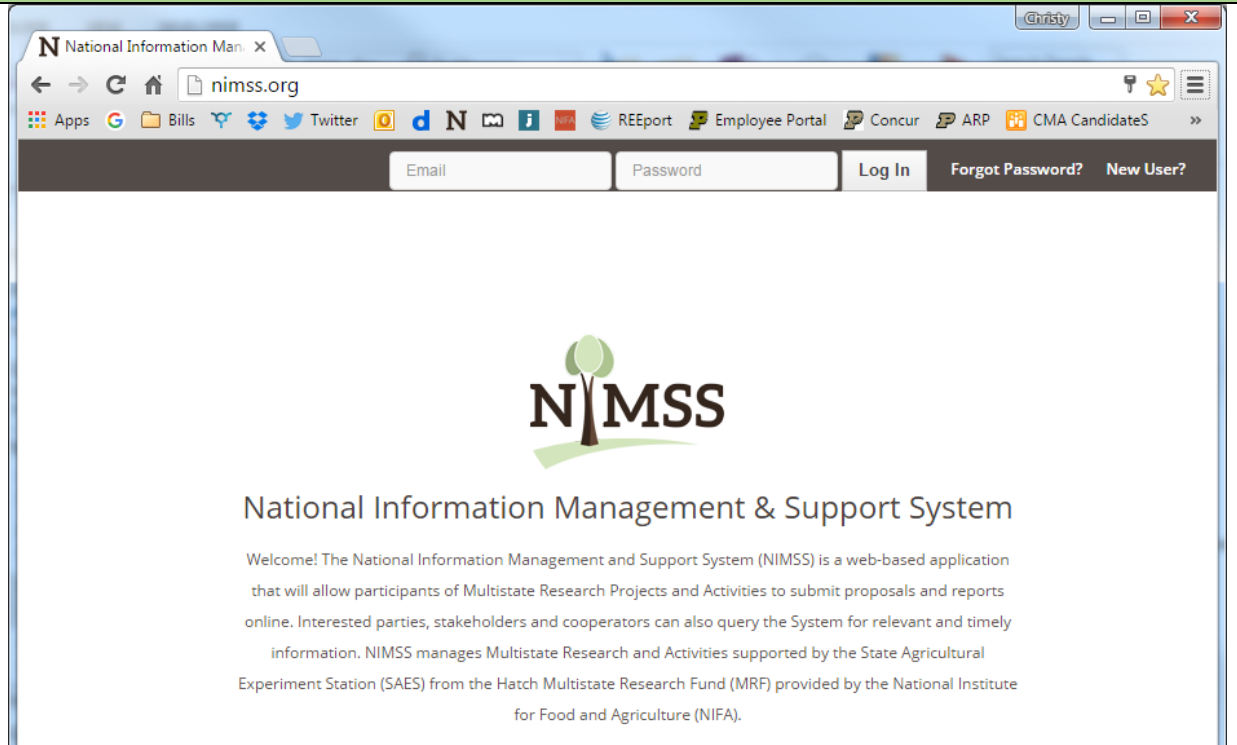 Christy
N National Information Man
nimss.org
Apps G Bills Twitter O d N m j NIFA REEport P Employee Portal P Concur P ARP CMA CandidateS »
Email Password Log In Forgot Password? New User?
NIMSS
National Information Management & Support System
Welcome! The National Information Management and Support System (NIMSS) is a web-based application
that will allow participants of Multistate Research Projects and Activities to submit proposals and reports
online. Interested parties, stakeholders and cooperators can also query the System for relevant and timely
information. NIMSS manages Multistate Research and Activities supported by the State Agricultural
Experiment Station (SAES) from the Hatch Multistate Research Fund (MRF) provided by the National Institute
for Food and Agriculture (NIFA).